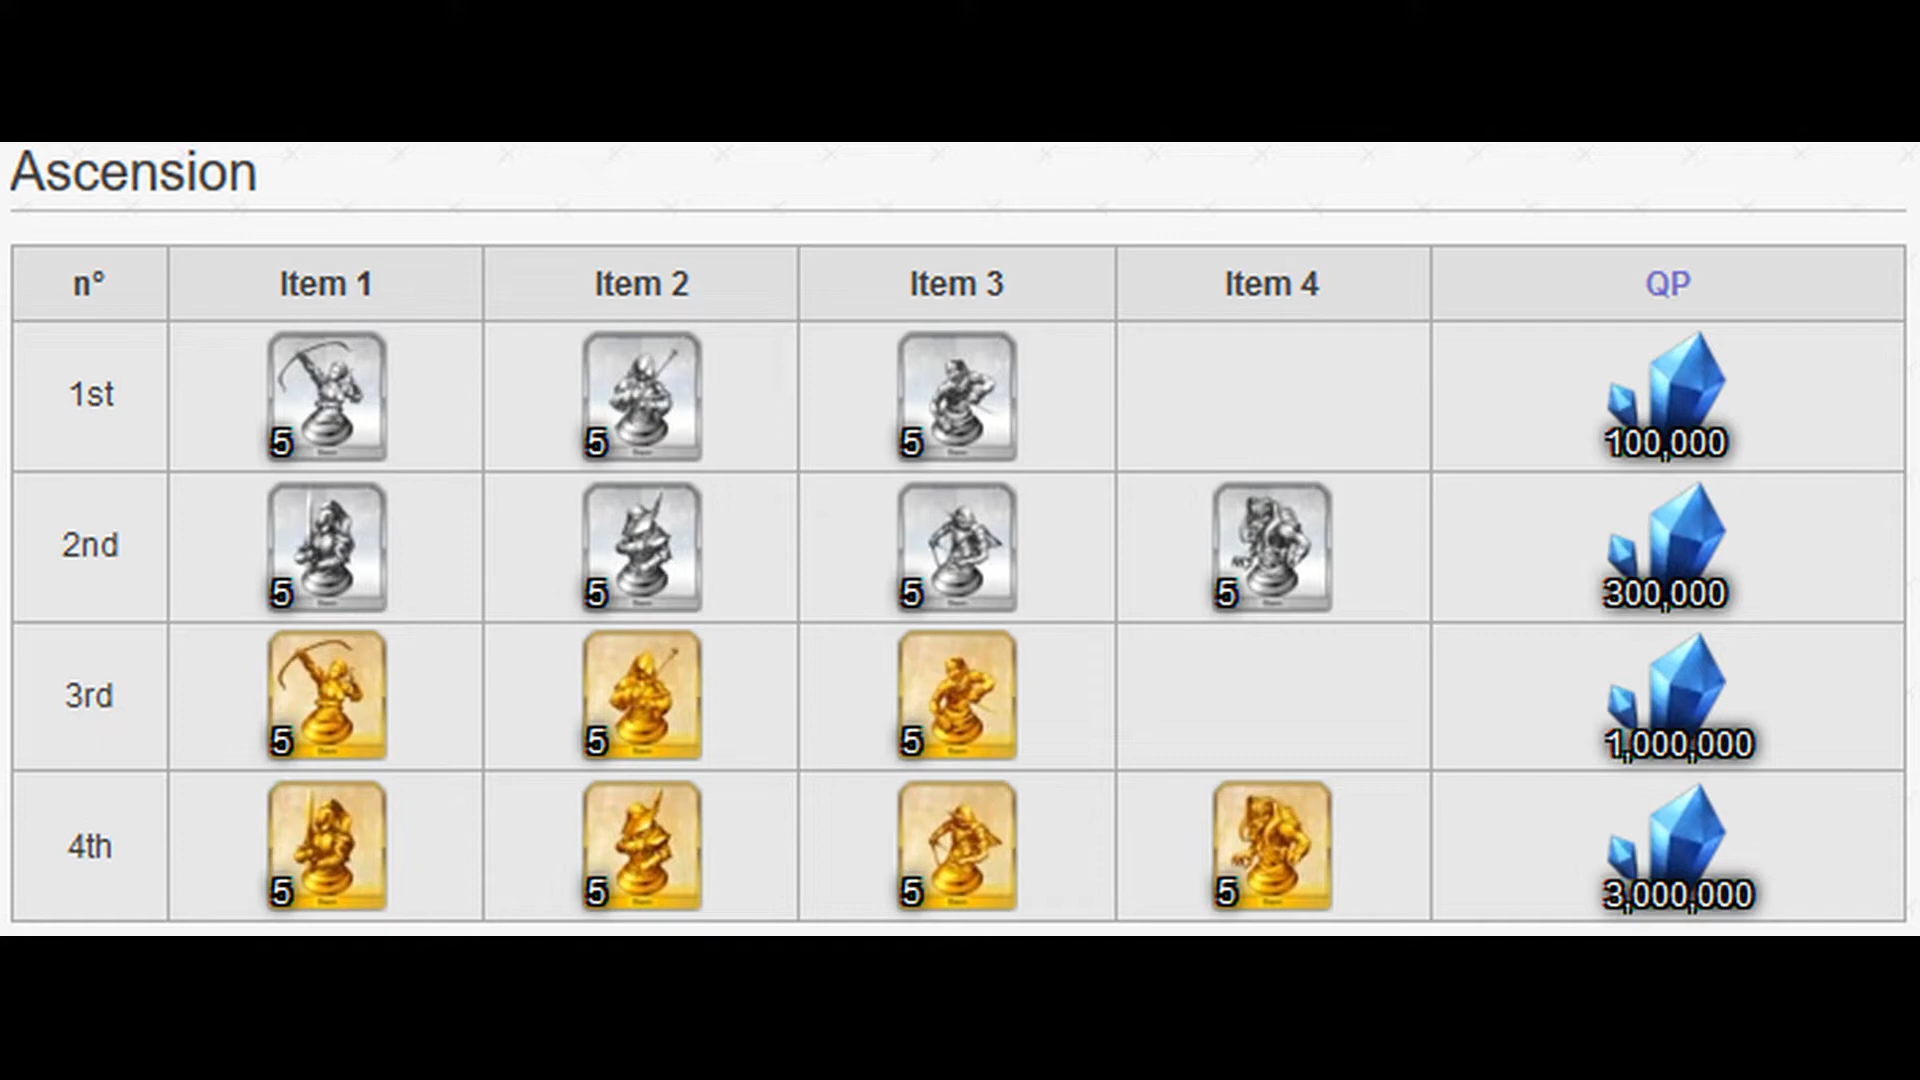 Ascension
n° Item 1 Item 2 Item 3 Item 4 QP
1st 5 5 5 100,000
2nd 5 5 5 5 300,000
3rd 5 5 5 1,000,000
4th 5 5 5 5 3,000,000